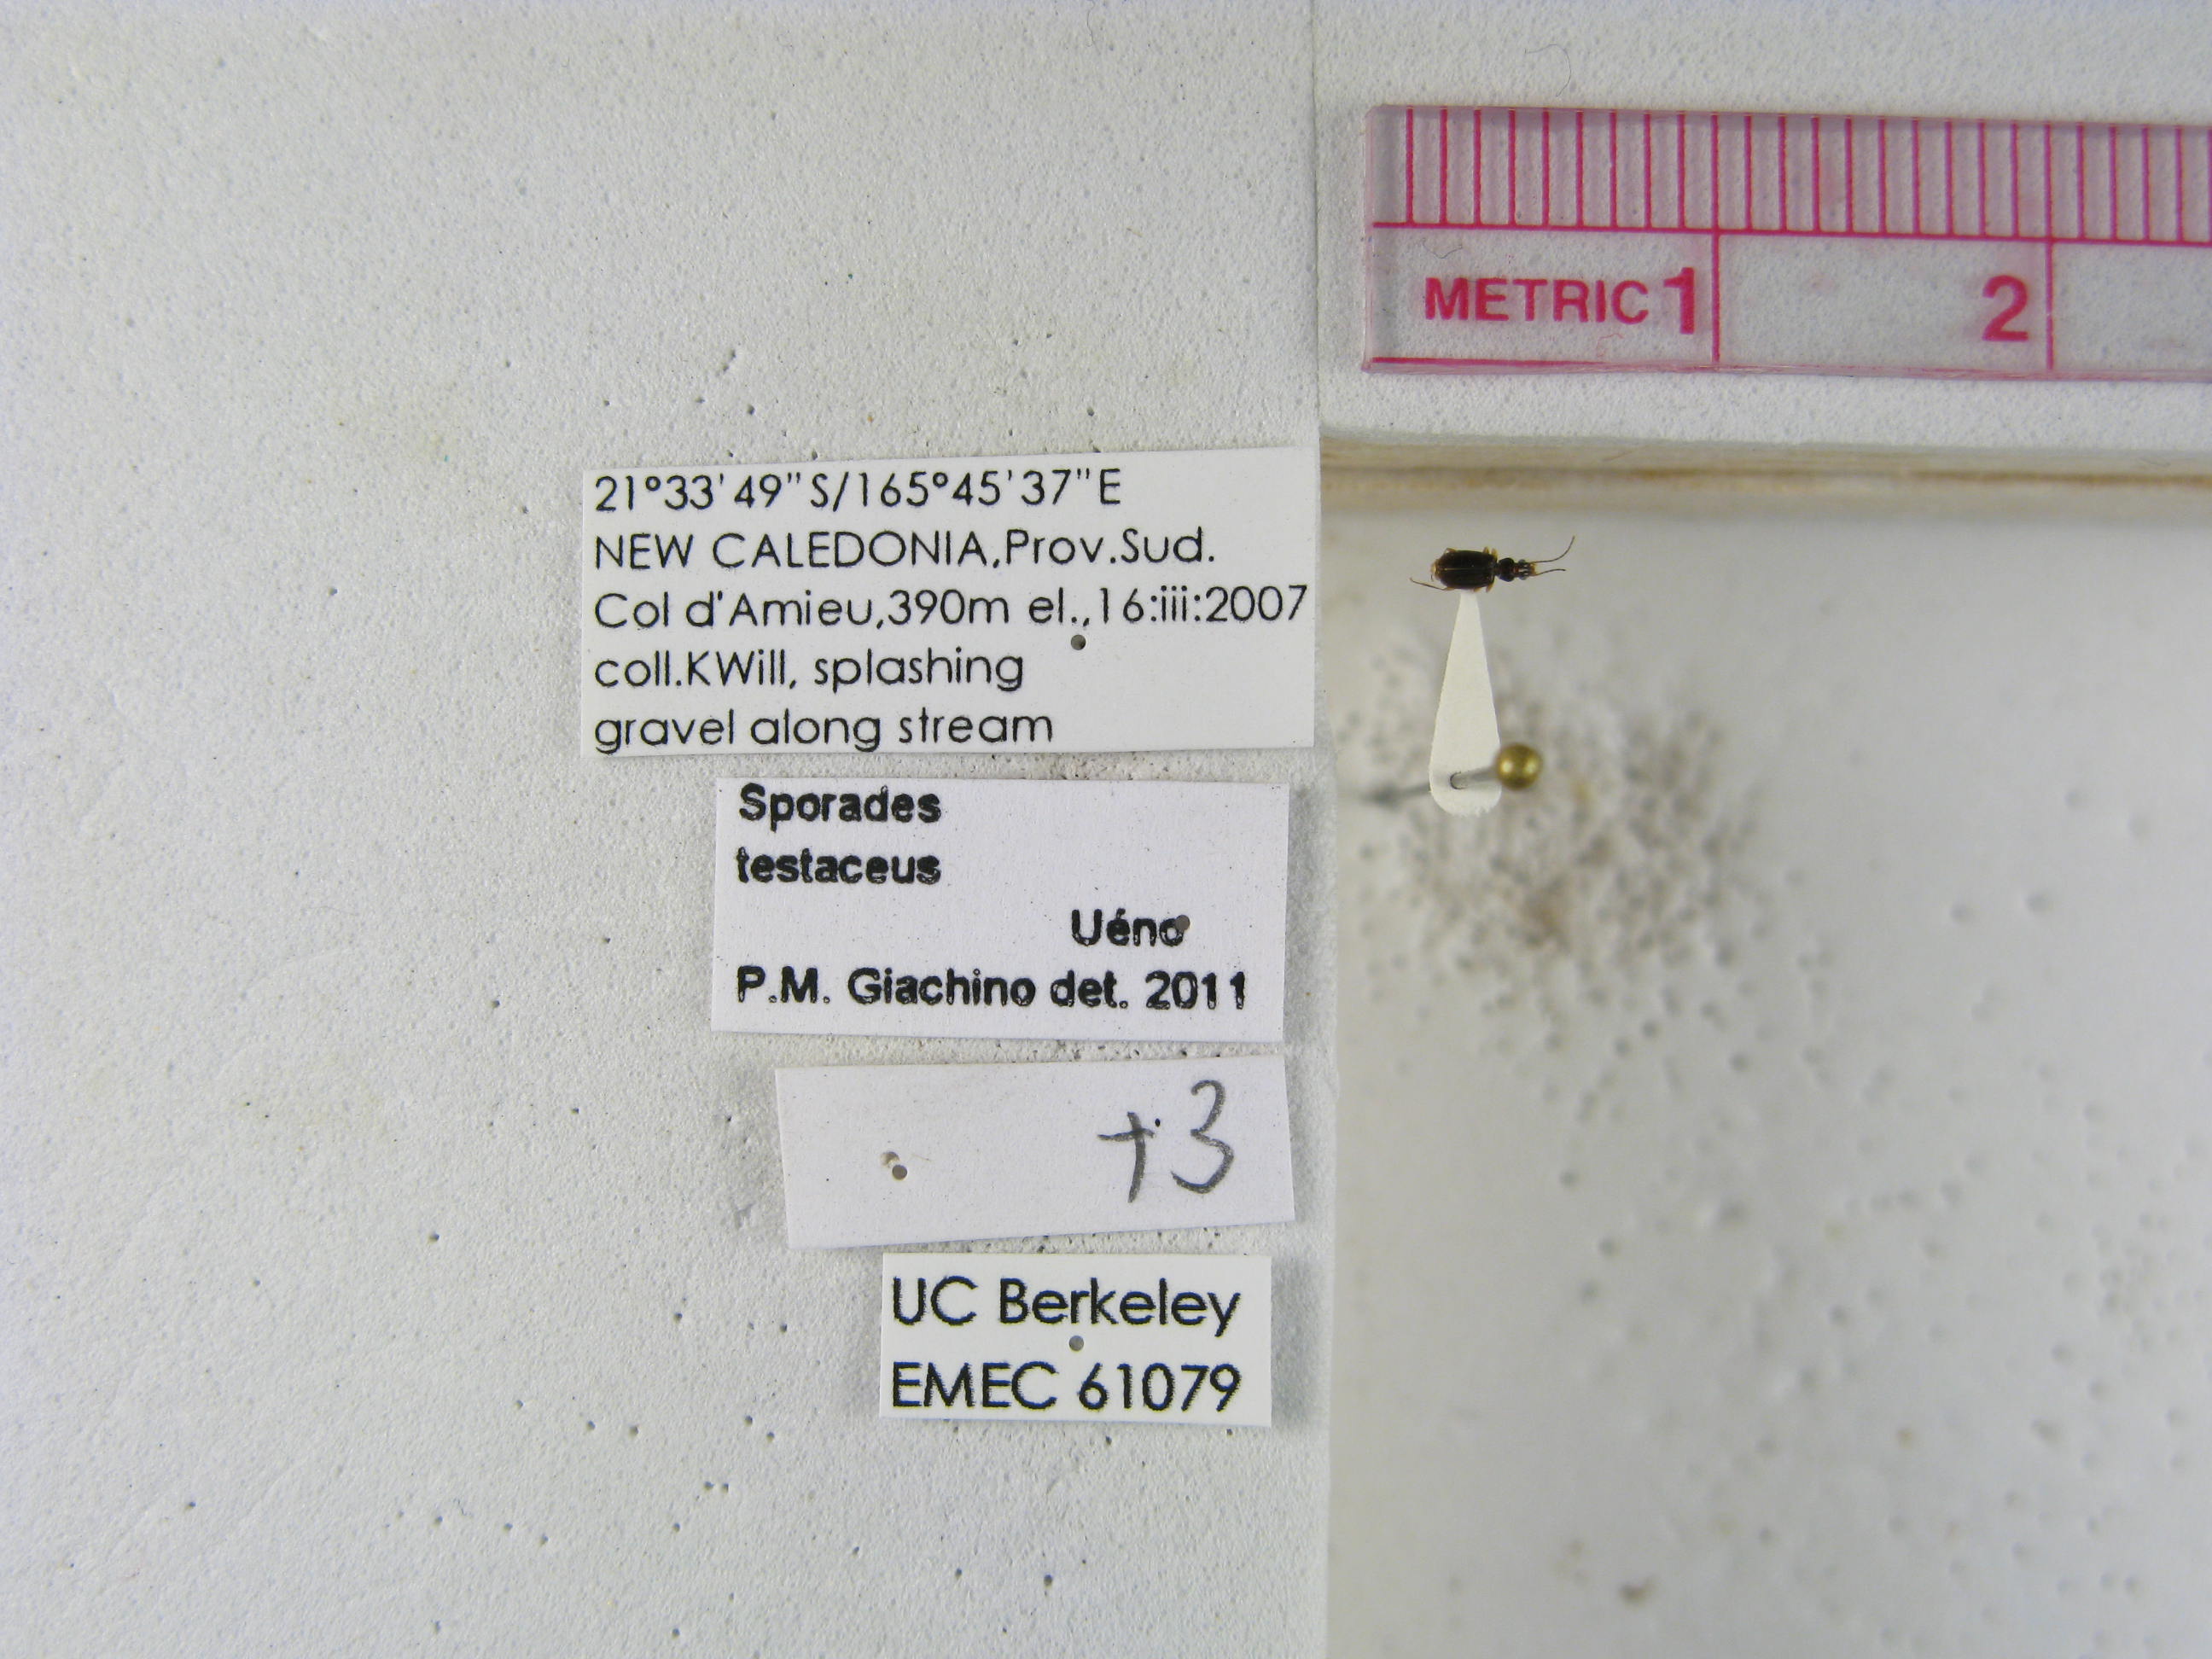 METRIC 1 2
21°33'49"S/165°45'37"E
NEW CALEDONIA,Prov.Sud.
Col d'Amieu,390m el.,16:iii:2007
coll.KWill, splashing
gravel along stream
Sporades
testaceus
Uéno
P.M. Giachino det. 2011
+3
UC Berkeley
EMEC 61079